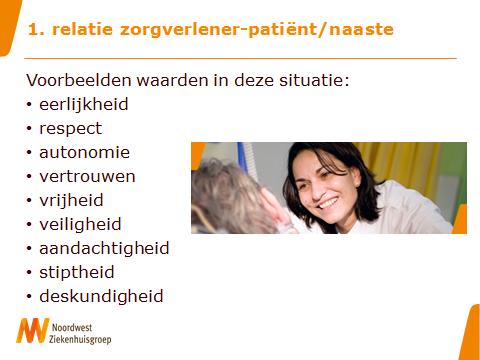 1. relatie zorgverlener-patiënt/naaste
Voorbeelden waarden in deze situatie:
• eerlijkheid
• respect
• autonomie
• vertrouwen
• vrijheid
• veiligheid
• aandachtigheid
• stiptheid
• deskundigheid
Noordwest
Ziekenhuisgroep